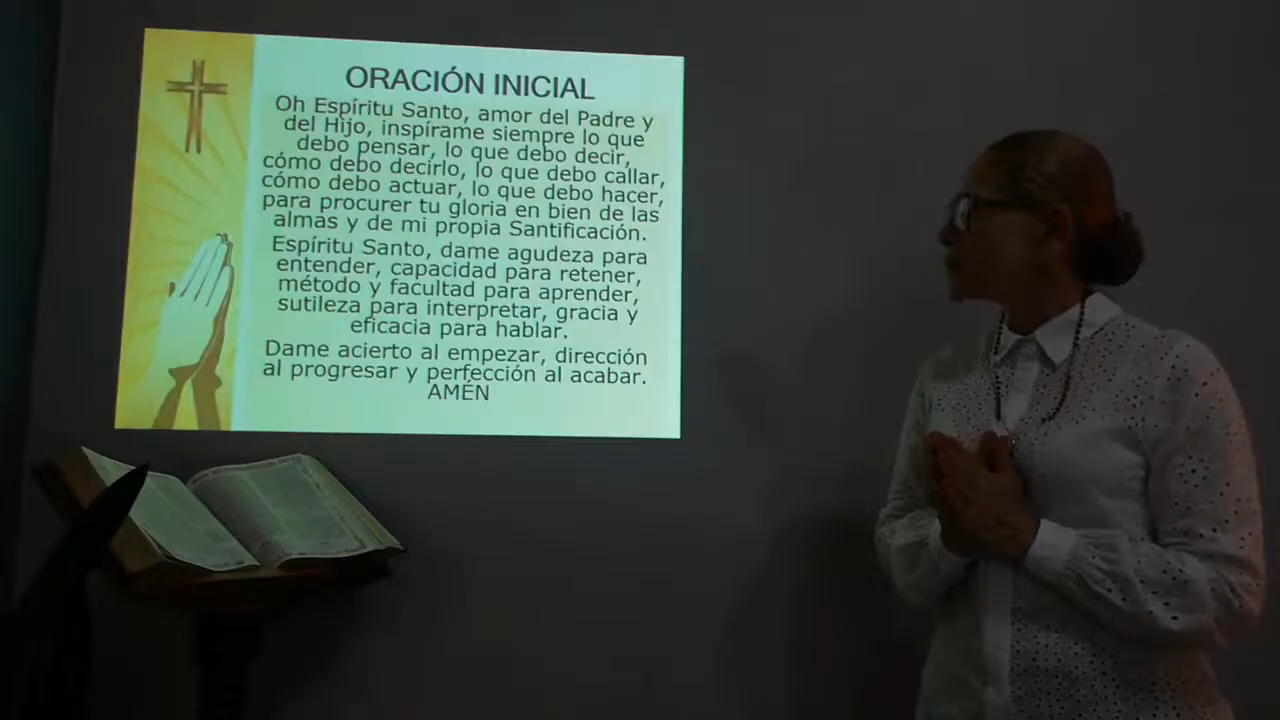 ORACIÓN INICIAL
Oh Espíritu Santo, amor del Padre y
del Hijo, inspírame siempre lo que
debo pensar, lo que debo decir,
cómo debo decirlo, lo que debo callar,
cómo debo actuar, lo que debo hacer,
para procurer tu gloria en bien de las
almas y de mi propia Santificación.
Espíritu Santo, dame agudeza para
entender, capacidad para retener,
método y facultad para aprender,
sutileza para interpretar, gracia y
eficacia para hablar.
Dame acierto al empezar, dirección
al progresar y perfección al acabar.
AMÉN